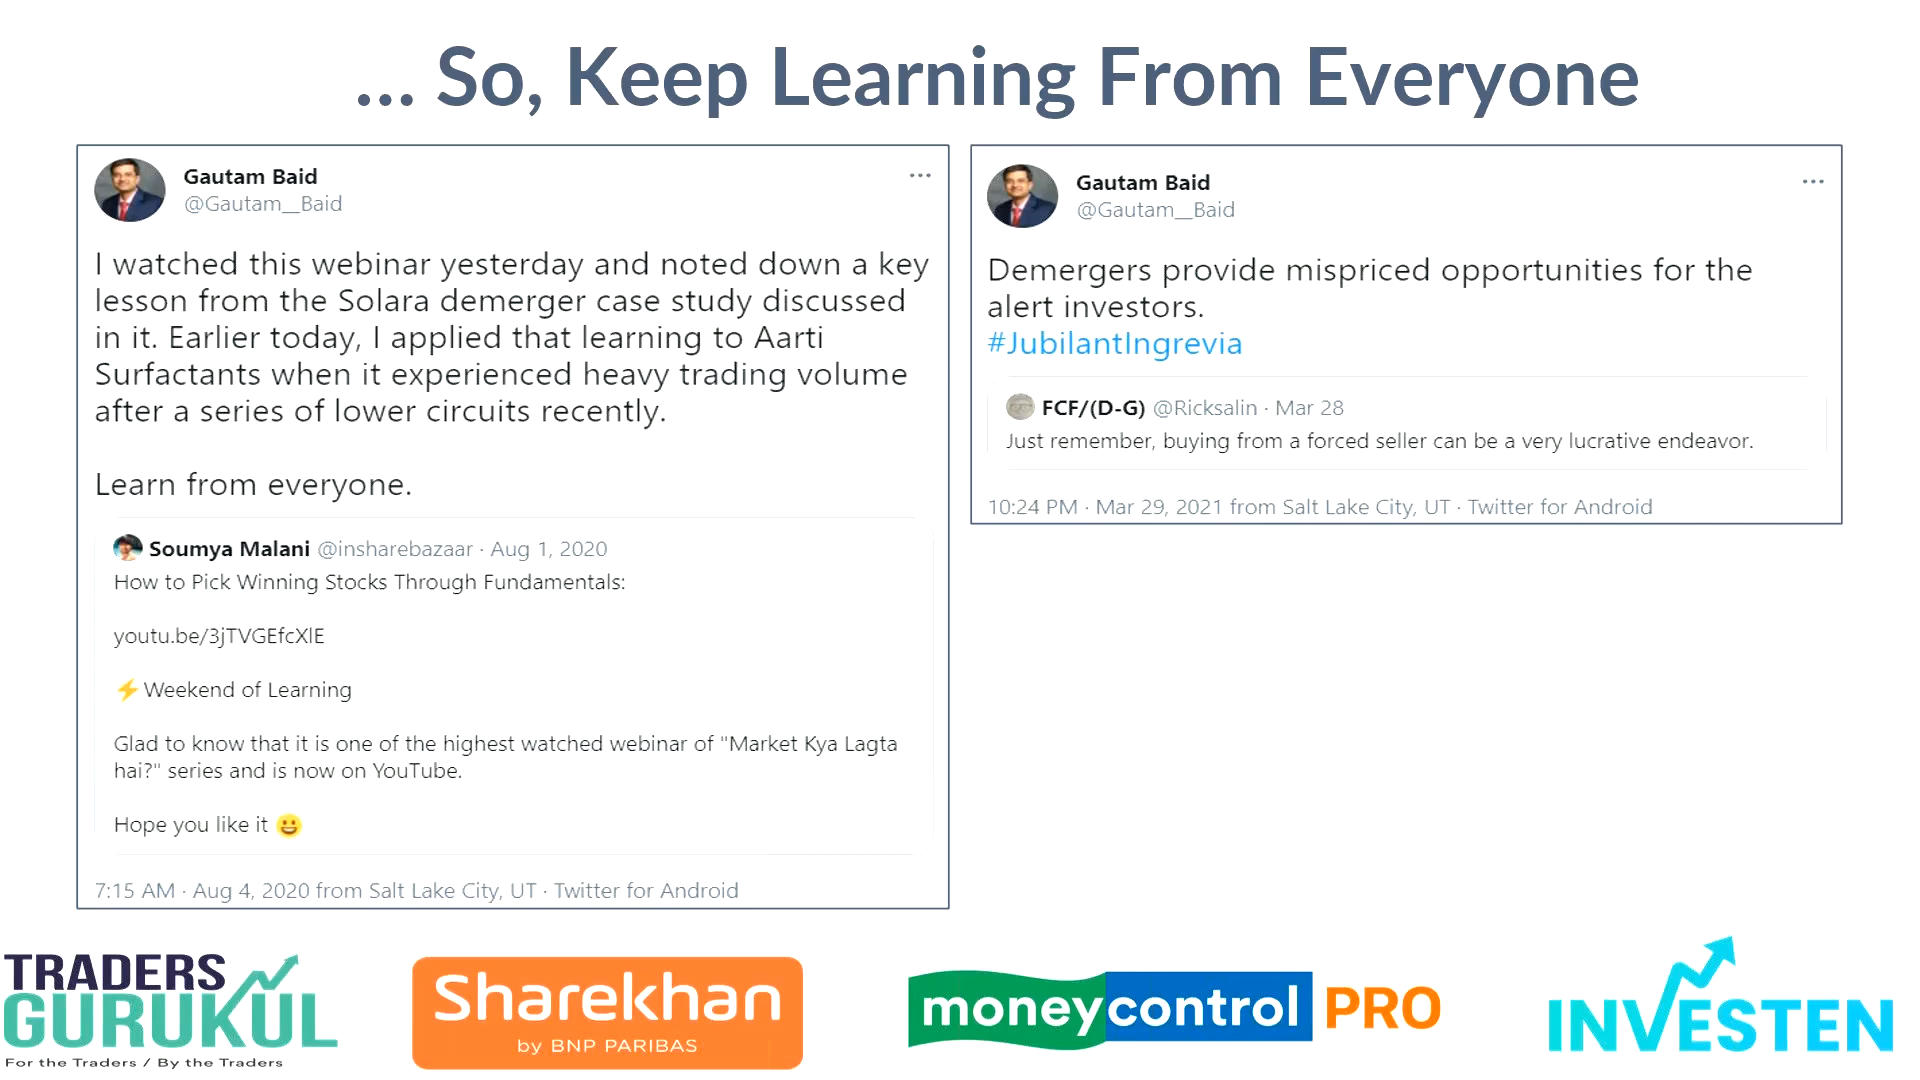 ... So, Keep Learning From Everyone
Gautam Baid
@Gautam__Baid
I watched this webinar yesterday and noted down a key
lesson from the Solara demerger case study discussed
in it. Earlier today, I applied that learning to Aarti
Surfactants when it experienced heavy trading volume
after a series of lower circuits recently.
Learn from everyone.
Soumya Malani @insharebazaar · Aug 1, 2020
How to Pick Winning Stocks Through Fundamentals:
youtu.be/3jTVGEfcXlE
⚡Weekend of Learning
Glad to know that it is one of the highest watched webinar of "Market Kya Lagta
hai?" series and is now on YouTube.
Hope you like it 😀
7:15 AM · Aug 4, 2020 from Salt Lake City, UT · Twitter for Android
Gautam Baid
@Gautam__Baid
Demergers provide mispriced opportunities for the
alert investors.
#JubilantIngrevia
FCF/(D-G) @Ricksalin · Mar 28
Just remember, buying from a forced seller can be a very lucrative endeavor.
10:24 PM · Mar 29, 2021 from Salt Lake City, UT · Twitter for Android
TRADERS
GURUKUL
For the Traders / By the Traders
Sharekhan
by BNP PARIBAS
moneycontrol PRO
INVESTEN